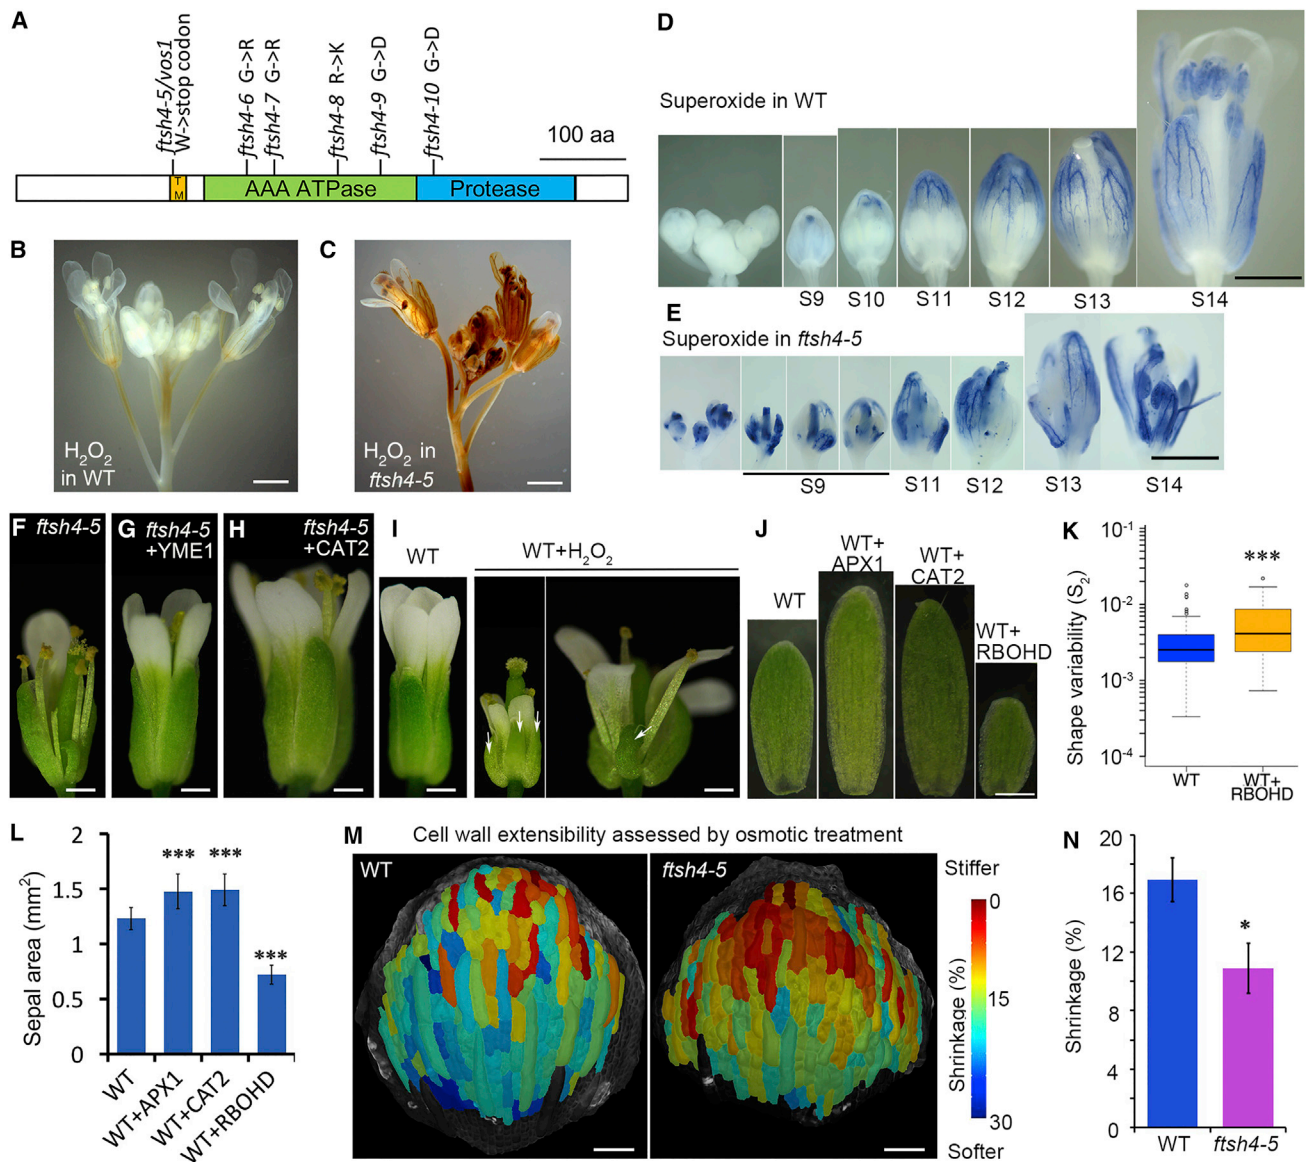 A
ftsh4-5/vos1
W->stop codon
ftsh4-6 G->R
ftsh4-7 G->R
ftsh4-8 R->K
ftsh4-9 G->D
ftsh4-10 G->D
100 aa
T
M
AAA ATPase
Protease
B
H2O2
in WT
C
H2O2 in
ftsh4-5
D
Superoxide in WT
S9
S10
S11
S12
S13
S14
E
Superoxide in ftsh4-5
S9
S11
S12
S13
S14
F
ftsh4-5
G
ftsh4-5
+YME1
H
ftsh4-5
+CAT2
I
WT
WT+H2O2
J
WT
WT+
APX1
WT+
CAT2
WT+
RBOHD
K
Shape variability (S2)
10-1
10-2
10-3
10-4
***
WT
WT+
RBOHD
L
Sepal area (mm2)
2
1.5
1
0.5
0
***
***
***
WT
WT+APX1
WT+CAT2
WT+RBOHD
M
Cell wall extensibility assessed by osmotic treatment
WT
ftsh4-5
Stiffer
0
15
30
Shrinkage (%)
Softer
N
Shrinkage (%)
20
16
12
8
4
0
*
WT
ftsh4-5